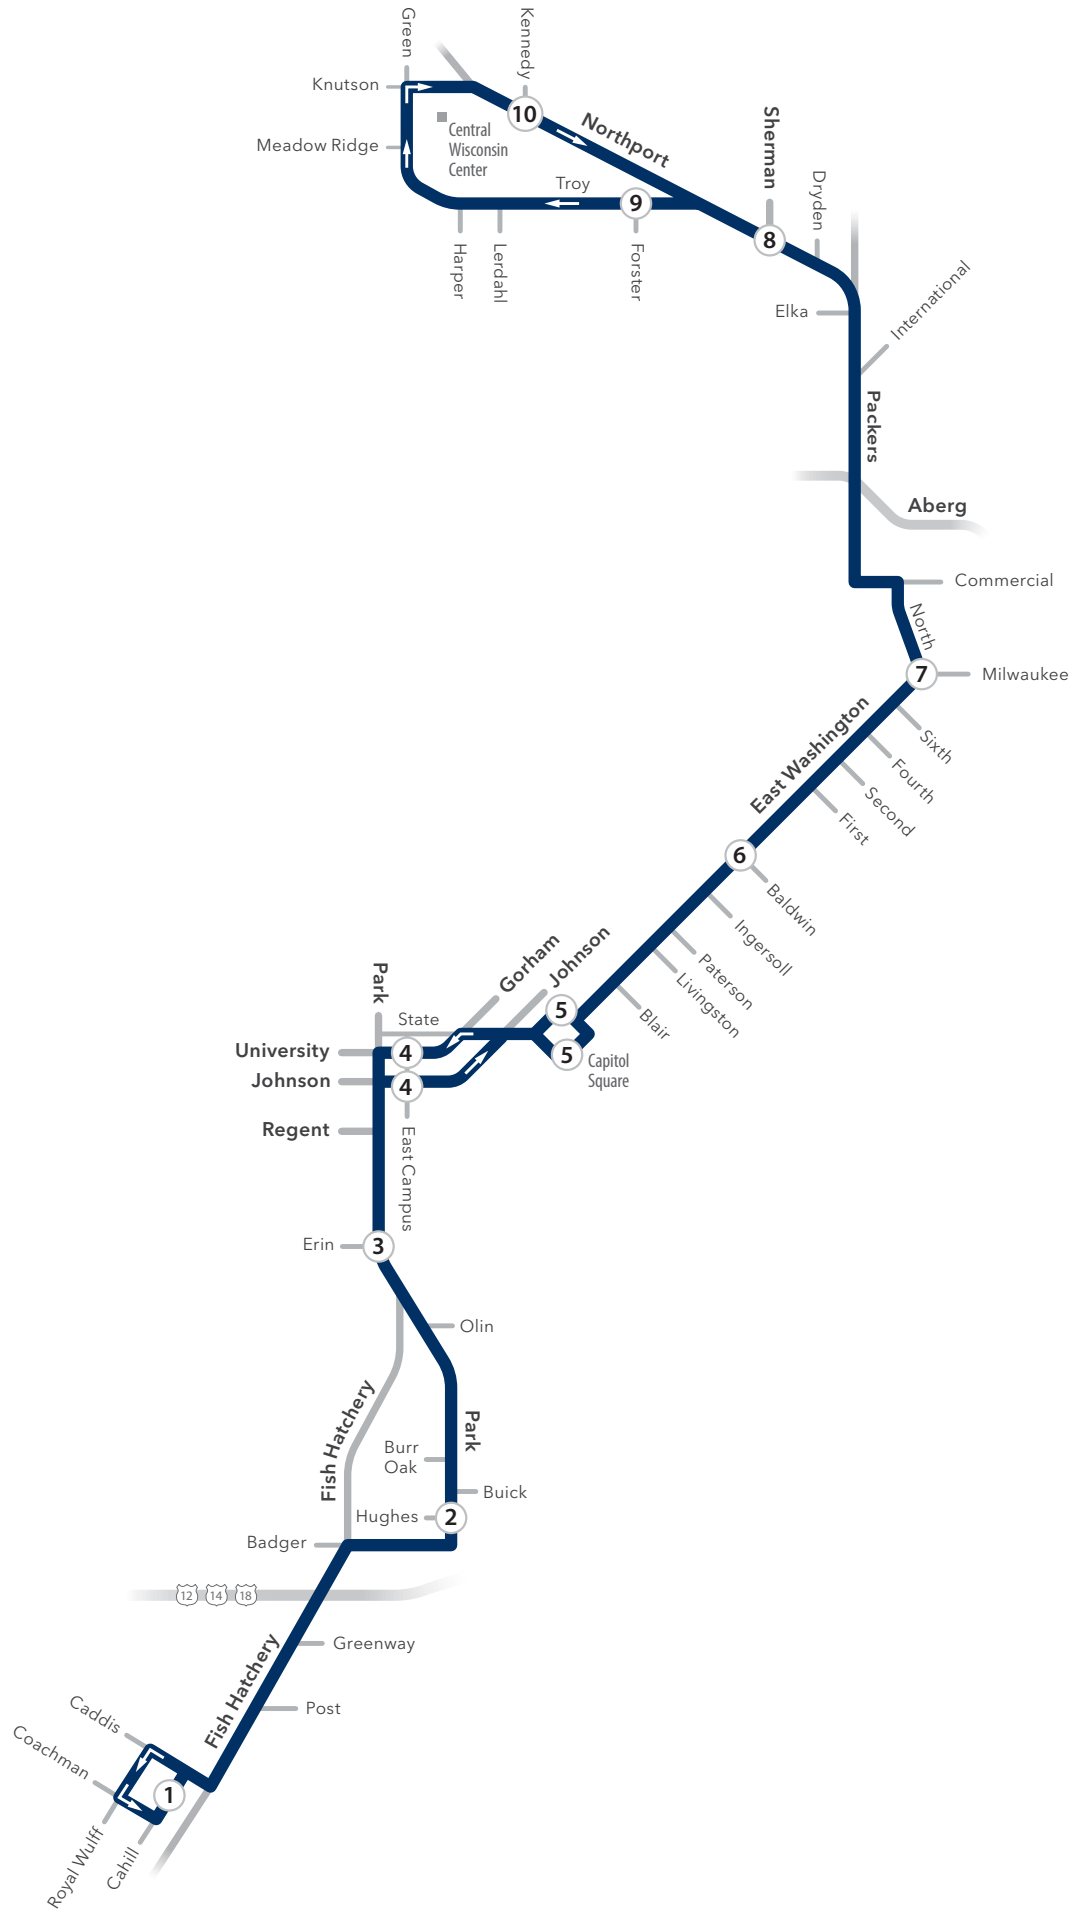 Green
Kennedy
Knutson
10
Northport
Sherman
Central
Wisconsin
Center
Meadow Ridge
Troy
9
Dryden
8
Harper
Lerdahl
Forster
Elka
International
Packers
Aberg
Commercial
North
7
Milwaukee
East Washington
Sixth
Fourth
Second
First
6
Baldwin
Ingersoll
Paterson
Livingston
Blair
Gorham
Johnson
Park
State
5
5
Capitol
Square
University
4
Johnson
4
Regent
East Campus
Erin
3
Olin
Fish Hatchery
Park
Burr
Oak
Buick
Hughes
2
Badger
12
14
18
Greenway
Fish Hatchery
Post
Caddis
Coachman
1
Royal Wulff
Cahill